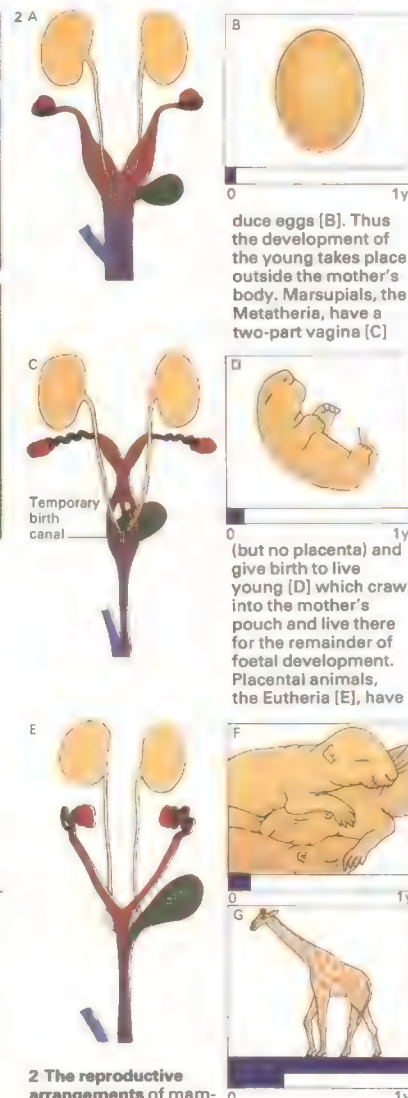 2 A
B
0 1y
duce eggs [B]. Thus
the development of
the young takes place
outside the mother's
body. Marsupials, the
Metatheria, have a
two-part vagina [C]
C
Temporary
birth
canal
D
0 1y
(but no placenta) and
give birth to live
young [D] which craw
into the mother's
pouch and live there
for the remainder of
foetal development.
Placental animals,
the Eutheria [E], have
E
F
0 1y
G
0 1y
2 The reproductive
arrangements of mam-